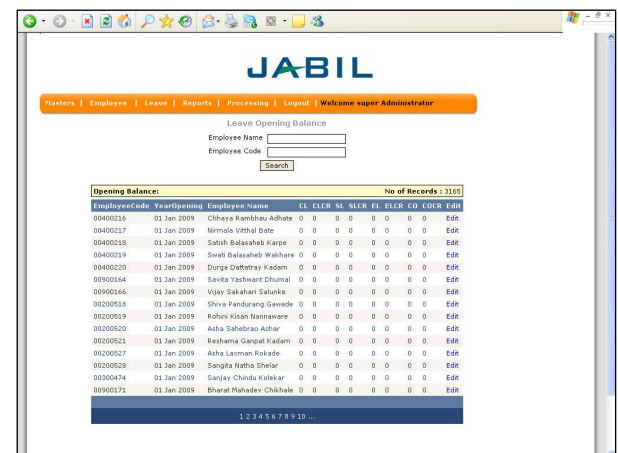 JABIL
Masters | Employee | Leave | Reports | Processing | Logout | Welcome super Administrator
Leave Opening Balance
Employee Name
Employee Code
Search
Opening Balance: No of Records : 3165
EmployeeCode YearOpening Employee Name CL CLCR SL SLCR EL ELCR CO COCR Edit
00400216 01 Jan 2009 Chhaya Rambhau Adhate 0 0 0 0 0 0 0 0 Edit
00400217 01 Jan 2009 Nirmala Vitthal Bate 0 0 0 0 0 0 0 0 Edit
00400218 01 Jan 2009 Satish Balasaheb Karpe 0 0 0 0 0 0 0 0 Edit
00400219 01 Jan 2009 Swati Balasaheb Wakhare 0 0 0 0 0 0 0 0 Edit
00400220 01 Jan 2009 Durga Dattatray Kadam 0 0 0 0 0 0 0 0 Edit
00900164 01 Jan 2009 Savita Yashwant Dhumal 0 0 0 0 0 0 0 0 Edit
00900166 01 Jan 2009 Vijay Sakahari Salunke 0 0 0 0 0 0 0 0 Edit
00200518 01 Jan 2009 Shiva Pandurang Gawade 0 0 0 0 0 0 0 0 Edit
00200519 01 Jan 2009 Rohini Kisan Nannaware 0 0 0 0 0 0 0 0 Edit
00200520 01 Jan 2009 Asha Sahebrao Achar 0 0 0 0 0 0 0 0 Edit
00200521 01 Jan 2009 Reshama Ganpat Kadam 0 0 0 0 0 0 0 0 Edit
00200527 01 Jan 2009 Asha Laxman Rokade 0 0 0 0 0 0 0 0 Edit
00200528 01 Jan 2009 Sangita Natha Shelar 0 0 0 0 0 0 0 0 Edit
00300474 01 Jan 2009 Sanjay Chindu Kolekar 0 0 0 0 0 0 0 0 Edit
00900171 01 Jan 2009 Bharat Mahadev Chikhale 0 0 0 0 0 0 0 0 Edit
1 2 3 4 5 6 7 8 9 10 ...